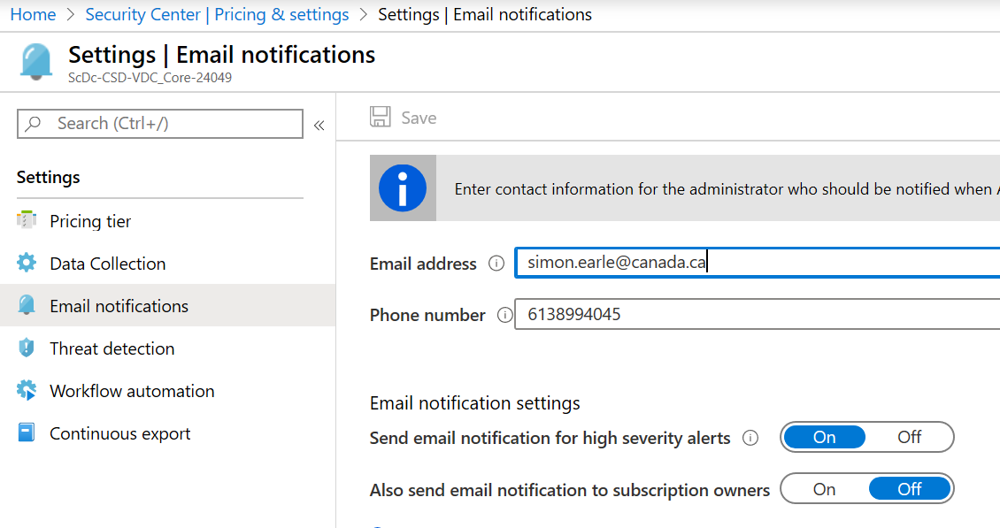 Home > Security Center | Pricing & settings > Settings | Email notifications
Settings | Email notifications
ScDc-CSD-VDC_Core-24049
Search (Ctrl+/)
«
Settings
Pricing tier
Data Collection
Email notifications
Threat detection
Workflow automation
Continuous export
Save
Enter contact information for the administrator who should be notified when
Email address
simon.earle@canada.ca
Phone number
6138994045
Email notification settings
Send email notification for high severity alerts On Off
Also send email notification to subscription owners On Off